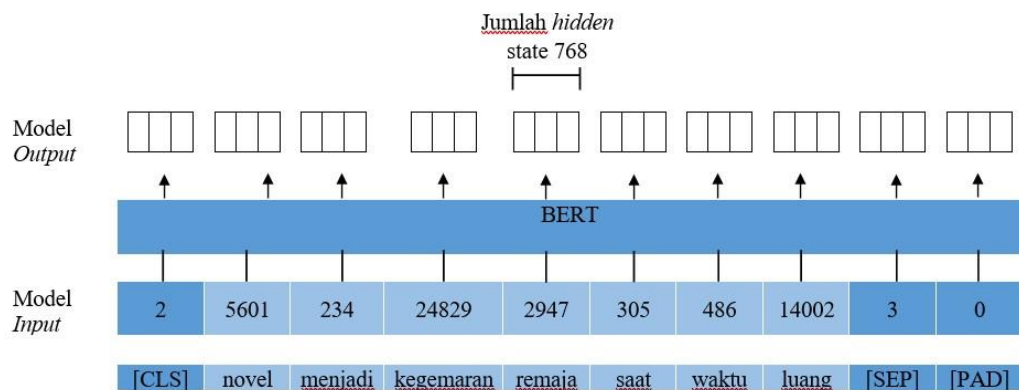 Jumlah hidden
state 768
Model
Output
BERT
Model
Input
2 5601 234 24829 2947 305 486 14002 3 0
[CLS] novel menjadi kegemaran remaja saat waktu luang [SEP] [PAD]